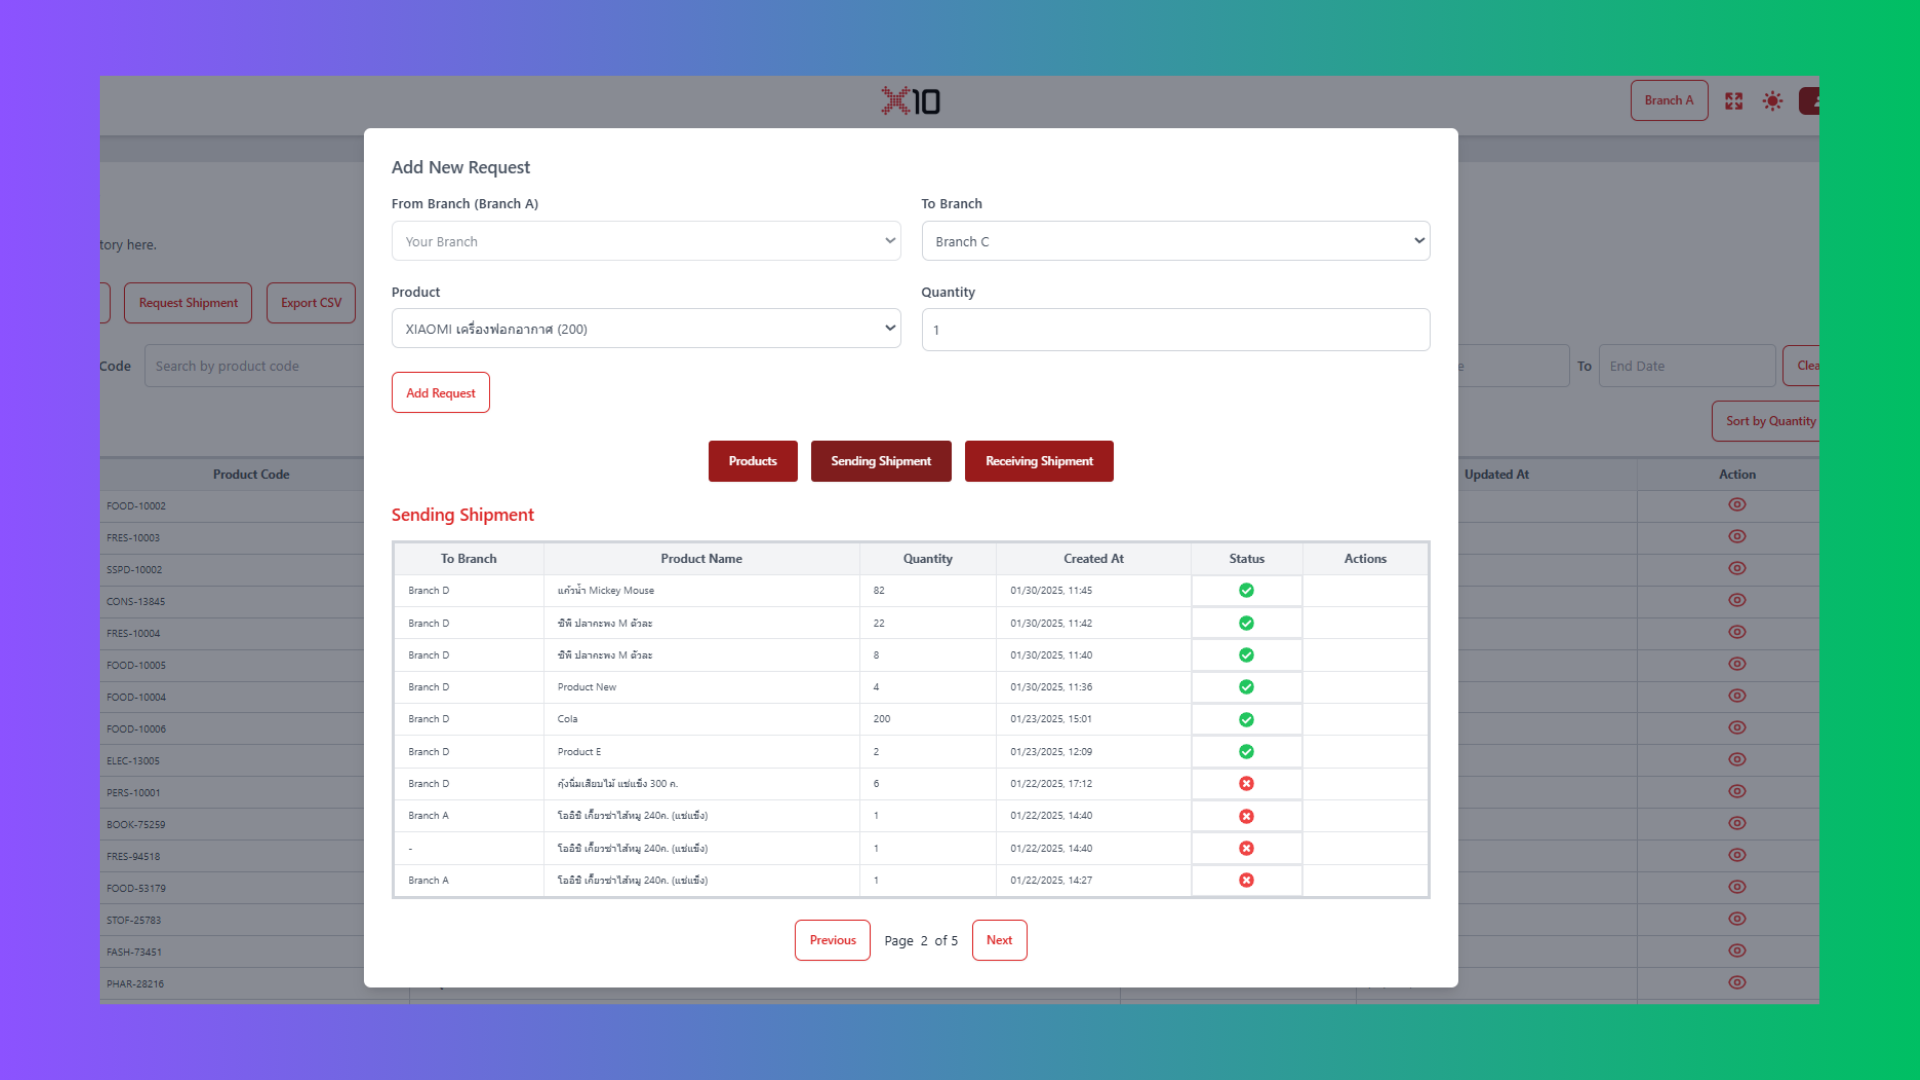 X10
Branch A
Add New Request
From Branch (Branch A)
To Branch
Your Branch
Branch C
tory here.
Product
Quantity
Request Shipment
Export CSV
XIAOMI เครื่องฟอกอากาศ (200)
1
Code
Search by product code
e
To
End Date
Clea
Add Request
Sort by Quantity
Products
Sending Shipment
Receiving Shipment
Product Code
Updated At
Action
Sending Shipment
FOOD-10002
FRES-10003
SSPD-10002
CONS-13845
FRES-10004
FOOD-10005
FOOD-10004
FOOD-10006
ELEC-13005
PERS-10001
BOOK-75259
FRES-94518
FOOD-53179
STOF-25783
FASH-73451
PHAR-28216
To Branch Product Name Quantity Created At Status Actions
Branch D แก้วน้ำ Mickey Mouse 82 01/30/2025, 11:45
Branch D ซีพี ปลากะพง M ตัวละ 22 01/30/2025, 11:42
Branch D ซีพี ปลากะพง M ตัวละ 8 01/30/2025, 11:40
Branch D Product New 4 01/30/2025, 11:36
Branch D Cola 200 01/23/2025, 15:01
Branch D Product E 2 01/23/2025, 12:09
Branch D กุ้งนิ่มเสียบไม้ แช่แข็ง 300 ก. 6 01/22/2025, 17:12
Branch A โออิชิ เกี๊ยวซ่าไส้หมู 240ก. (แช่แข็ง) 1 01/22/2025, 14:40
- โออิชิ เกี๊ยวซ่าไส้หมู 240ก. (แช่แข็ง) 1 01/22/2025, 14:40
Branch A โออิชิ เกี๊ยวซ่าไส้หมู 240ก. (แช่แข็ง) 1 01/22/2025, 14:27
Previous
Page 2 of 5
Next